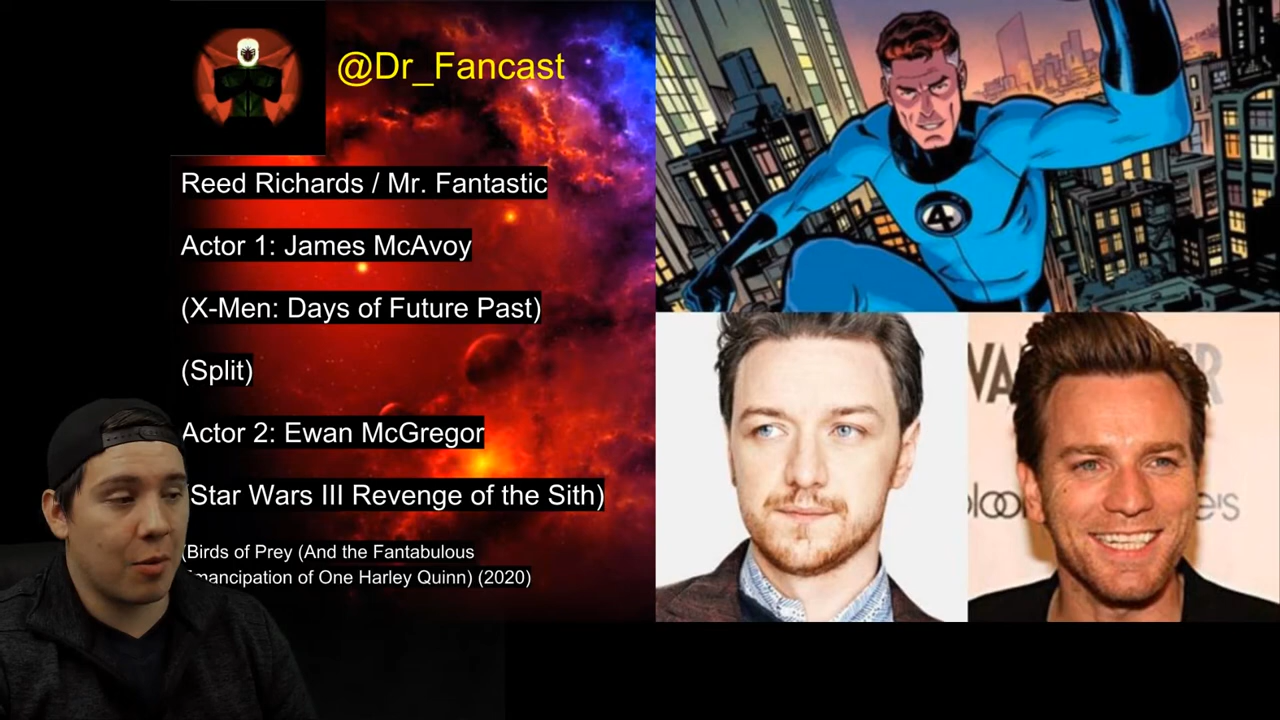 @Dr_Fancast
Reed Richards / Mr. Fantastic
Actor 1: James McAvoy
(X-Men: Days of Future Past)
(Split)
Actor 2: Ewan McGregor
(Star Wars III Revenge of the Sith)
(Birds of Prey (And the Fantabulous
Emancipation of One Harley Quinn) (2020)
4
VA R
bloo e's